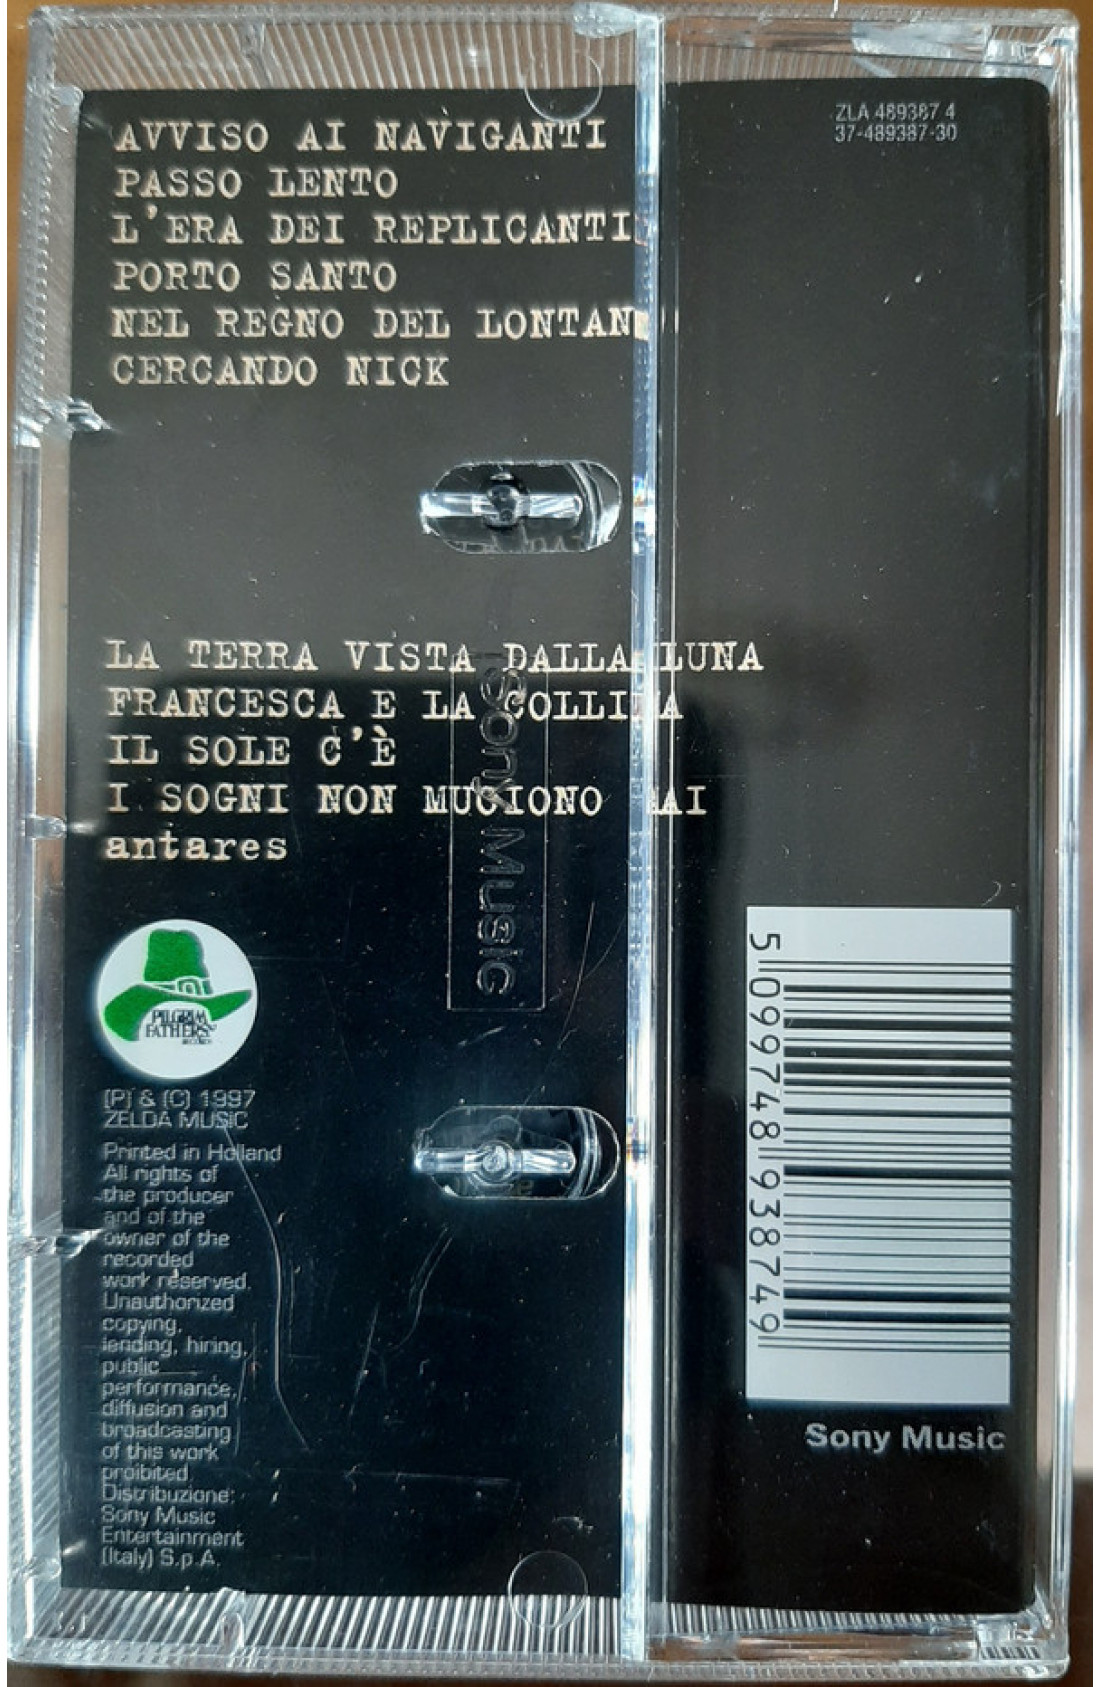 ZLA 489387 4
37-489387-30
AVVISO AI NAVIGANTI
PASSO LENTO
L'ERA DEI REPLICANTI
PORTO SANTO
NEL REGNO DEL LONTAN
CERCANDO NICK
LA TERRA VISTA DALLA LUNA
FRANCESCA E LA COLLINA
IL SOLE C'È
I SOGNI NON MUOIONO MAI
antares
Sony Music
PILGRIM
FATHERS
RECORDS
(P) & (C) 1997
ZELDA MUSIC
Printed in Holland
All rights of
the producer
and of the
owner of the
recorded
work reserved.
Unauthorized
copying,
lending, hiring,
public
performance,
diffusion and
broadcasting
of this work
proibited.
Distribuzione:
Sony Music
Entertainment
(Italy) S.p.A.
5 099748 938749
Sony Music